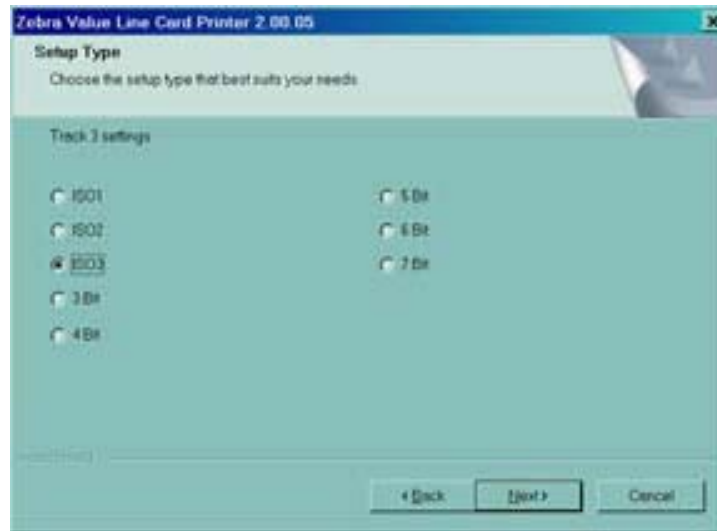 Zebra Value Line Card Printer 2.00.05
Setup Type
Choose the setup type that best suits your needs
Track 3 settings
ISO1
ISO2
ISO3
3 Bit
4 Bit
5 Bit
6 Bit
7 Bit
< Back
Next >
Cancel